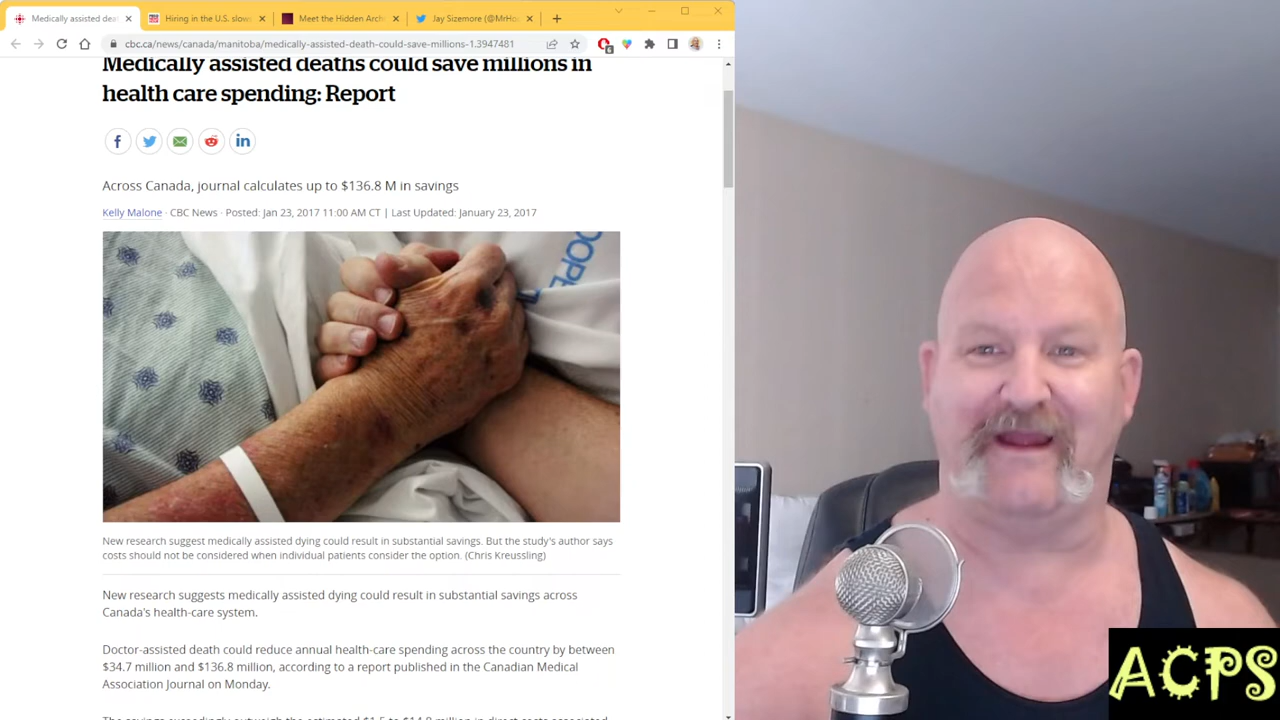 Medically assisted dea
Hiring in the U.S. slow
Meet the Hidden Arch
Jay Sizemore (@MrHo
cbc.ca/news/canada/manitoba/medically-assisted-death-could-save-millions-1.3947481
6
Medically assisted deaths could save millions in
health care spending: Report
Across Canada, journal calculates up to $136.8 M in savings
Kelly Malone · CBC News · Posted: Jan 23, 2017 11:00 AM CT | Last Updated: January 23, 2017
New research suggest medically assisted dying could result in substantial savings. But the study's author says
costs should not be considered when individual patients consider the option. (Chris Kreussling)
New research suggests medically assisted dying could result in substantial savings across
Canada's health-care system.
Doctor-assisted death could reduce annual health-care spending across the country by between
$34.7 million and $136.8 million, according to a report published in the Canadian Medical
Association Journal on Monday.
ACPS